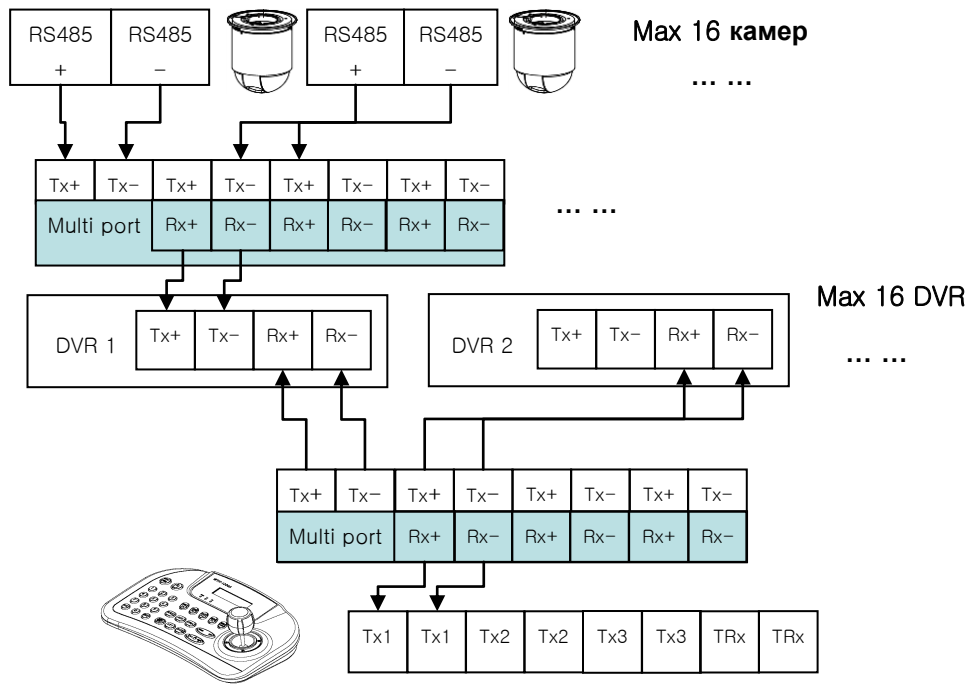 RS485 RS485 RS485 RS485 Max 16 камер
+ − + − ... ...
Tx+ Tx− Tx+ Tx− Tx+ Tx− Tx+ Tx−
Multi port Rx+ Rx− Rx+ Rx− Rx+ Rx− ... ...
Max 16 DVR
DVR 1 Tx+ Tx− Rx+ Rx− DVR 2 Tx+ Tx− Rx+ Rx− ... ...
Tx+ Tx− Tx+ Tx− Tx+ Tx− Tx+ Tx−
Multi port Rx+ Rx− Rx+ Rx− Rx+ Rx−
Tx1 Tx1 Tx2 Tx2 Tx3 Tx3 TRx TRx